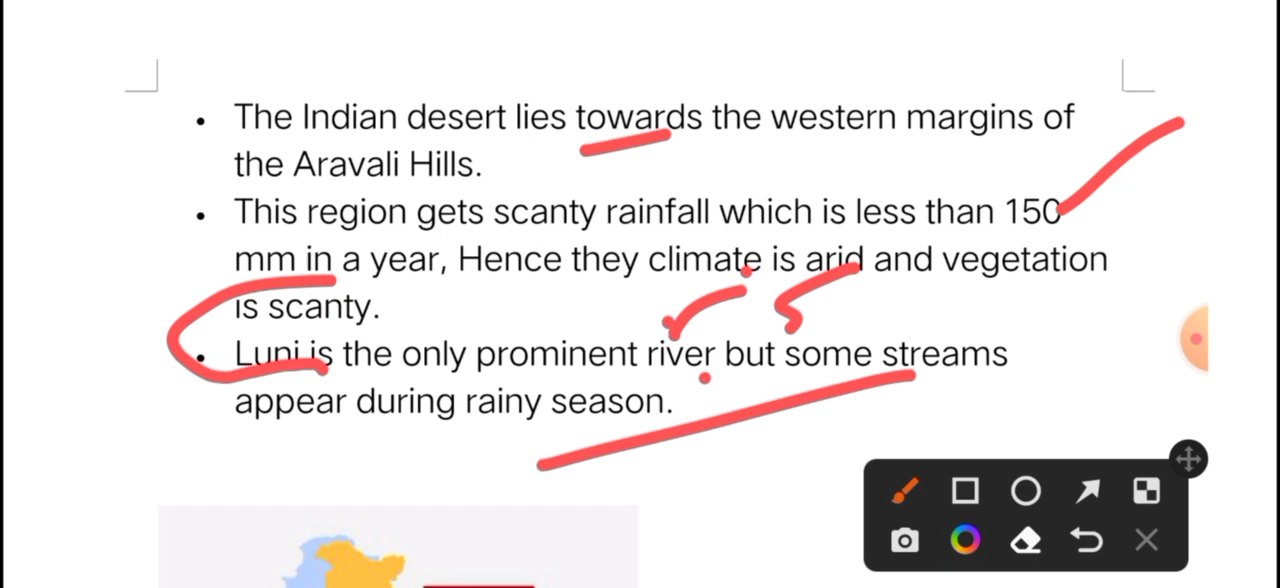 The Indian desert lies towards the western margins of
the Aravali Hills.
This region gets scanty rainfall which is less than 150
mm in a year, Hence they climate is arid and vegetation
is scanty.
Luni is the only prominent river but some streams
appear during rainy season.